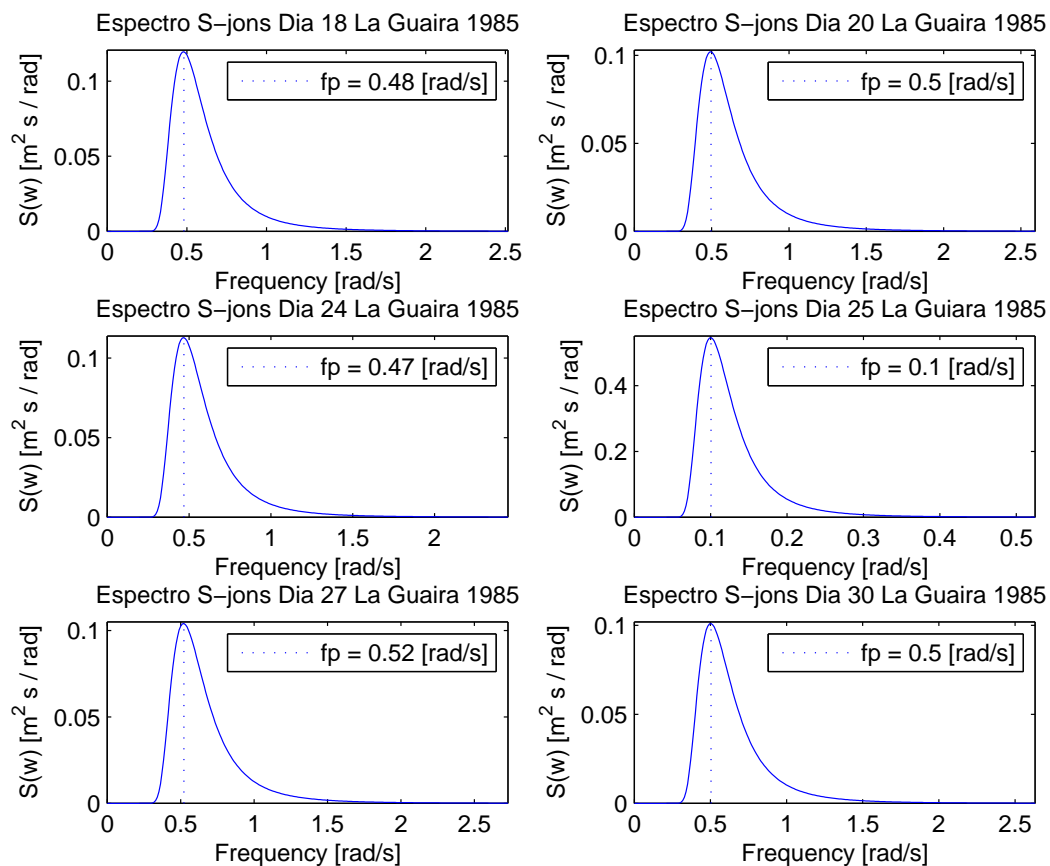 Espectro S−jons Dia 18 La Guaira 1985
S(w) [m² s / rad]
0.1
0.05
0
fp = 0.48 [rad/s]
0 0.5 1 1.5 2 2.5
Frequency [rad/s]
Espectro S−jons Dia 20 La Guaira 1985
S(w) [m² s / rad]
0.1
0.05
0
fp = 0.5 [rad/s]
0 0.5 1 1.5 2 2.5
Frequency [rad/s]
Espectro S−jons Dia 24 La Guaira 1985
S(w) [m² s / rad]
0.1
0.05
0
fp = 0.47 [rad/s]
0 0.5 1 1.5 2
Frequency [rad/s]
Espectro S−jons Dia 25 La Guiara 1985
S(w) [m² s / rad]
0.4
0.2
0
fp = 0.1 [rad/s]
0 0.1 0.2 0.3 0.4 0.5
Frequency [rad/s]
Espectro S−jons Dia 27 La Guaira 1985
S(w) [m² s / rad]
0.1
0.05
0
fp = 0.52 [rad/s]
0 0.5 1 1.5 2 2.5
Frequency [rad/s]
Espectro S−jons Dia 30 La Guaira 1985
S(w) [m² s / rad]
0.1
0.05
0
fp = 0.5 [rad/s]
0 0.5 1 1.5 2 2.5
Frequency [rad/s]